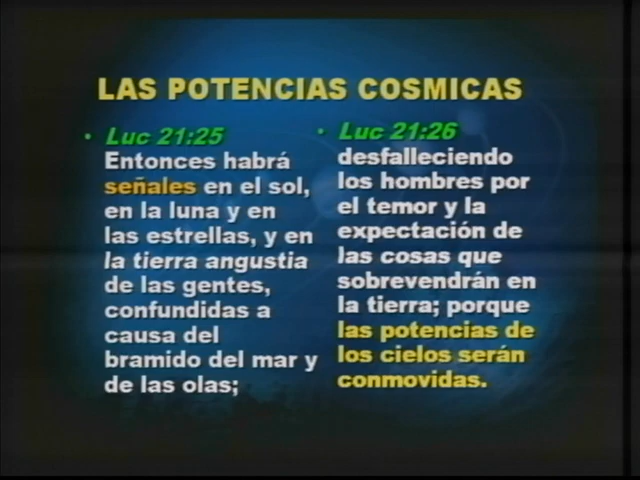 LAS POTENCIAS COSMICAS
• Luc 21:25
Entonces habrá
señales en el sol,
en la luna y en
las estrellas, y en
la tierra angustia
de las gentes,
confundidas a
causa del
bramido del mar y
de las olas;
• Luc 21:26
desfalleciendo
los hombres por
el temor y la
expectación de
las cosas que
sobrevendrán en
la tierra; porque
las potencias de
los cielos serán
conmovidas.